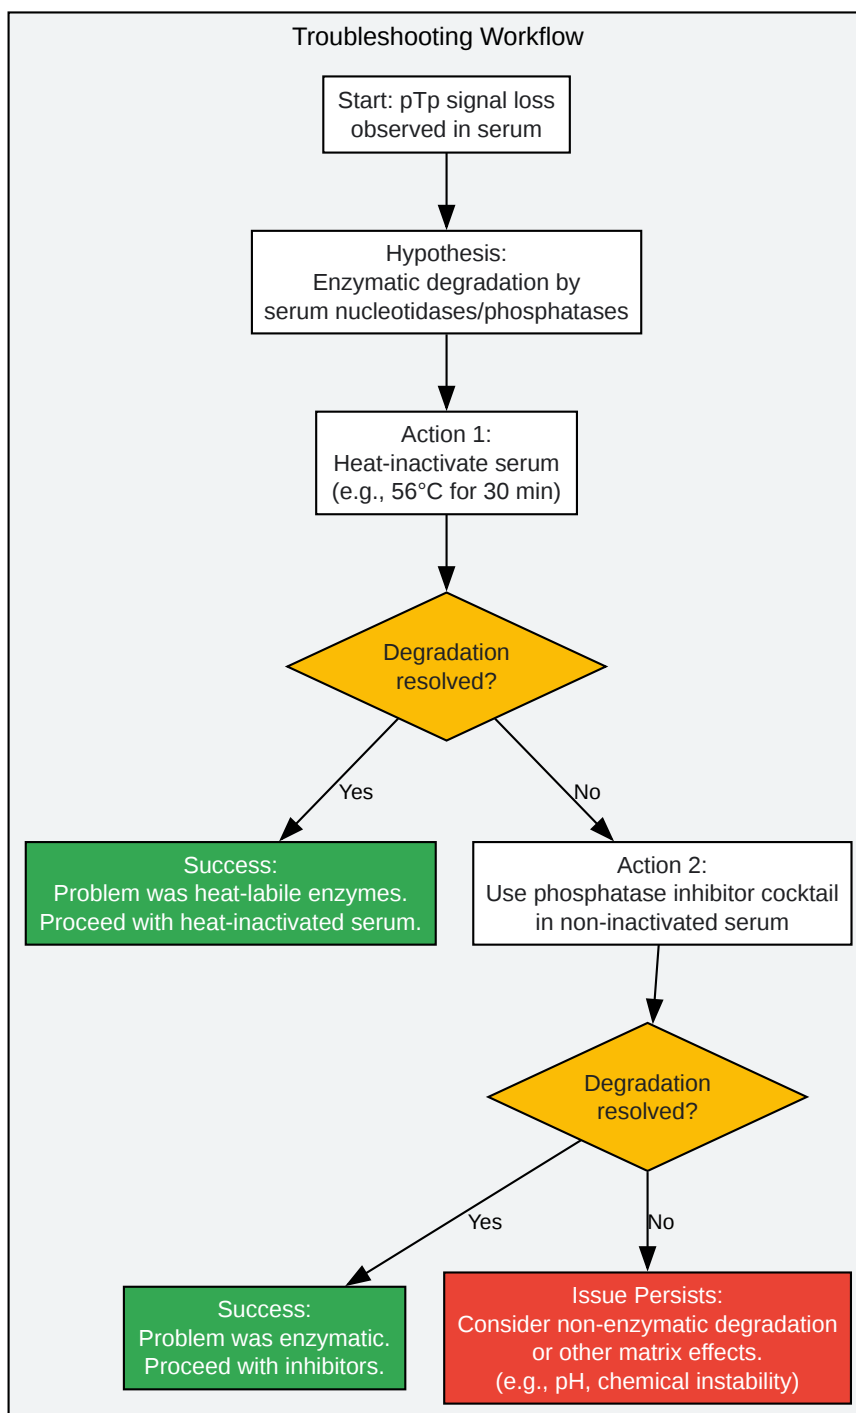 Troubleshooting Workflow
Start: pTp signal loss
observed in serum
Hypothesis:
Enzymatic degradation by
serum nucleotidases/phosphatases
Action 1:
Heat-inactivate serum
(e.g., 56°C for 30 min)
Degradation
resolved?
Yes
No
Success:
Problem was heat-labile enzymes.
Proceed with heat-inactivated serum.
Action 2:
Use phosphatase inhibitor cocktail
in non-inactivated serum
Degradation
resolved?
Yes
No
Success:
Problem was enzymatic.
Proceed with inhibitors.
Issue Persists:
Consider non-enzymatic degradation
or other matrix effects.
(e.g., pH, chemical instability)